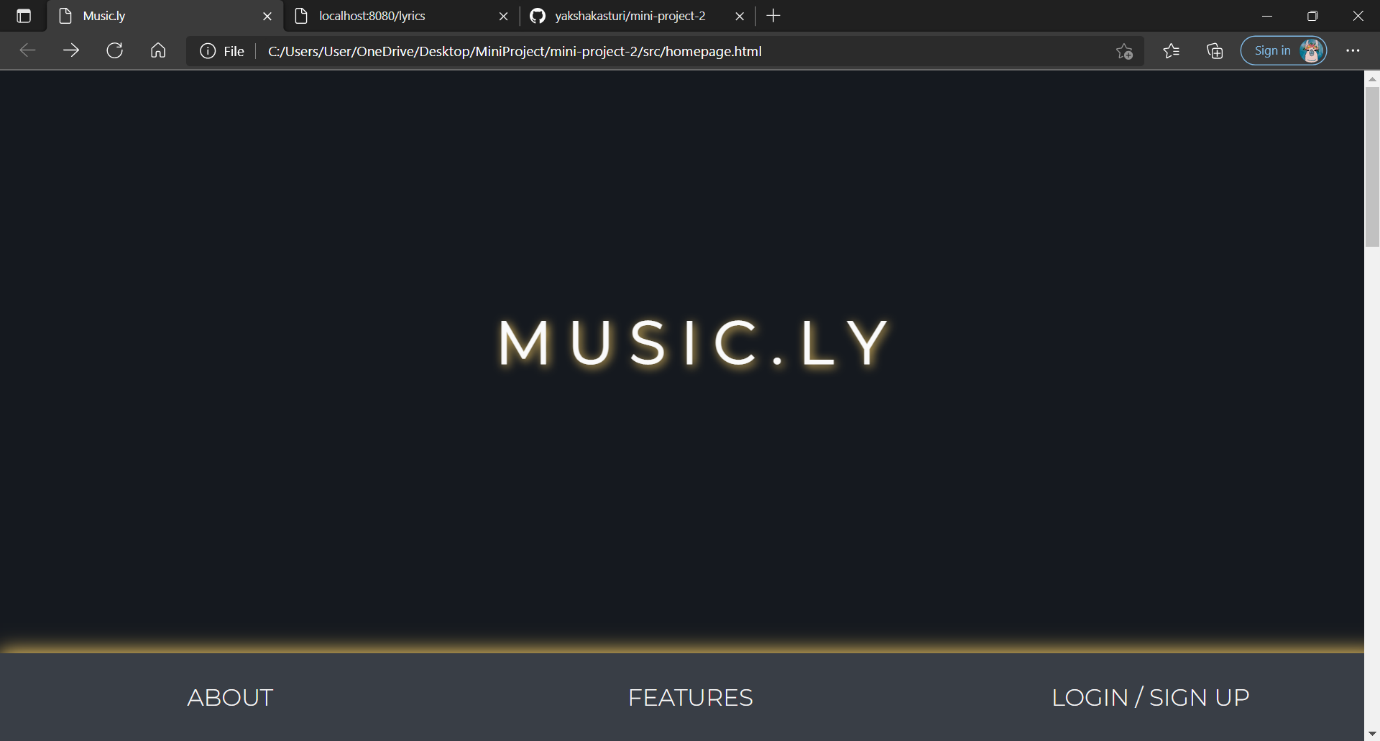 Music.ly
localhost:8080/lyrics
yakshakasturi/mini-project-2
File
C:/Users/User/OneDrive/Desktop/MiniProject/mini-project-2/src/homepage.html
Sign in
MUSIC.LY
ABOUT
FEATURES
LOGIN / SIGN UP